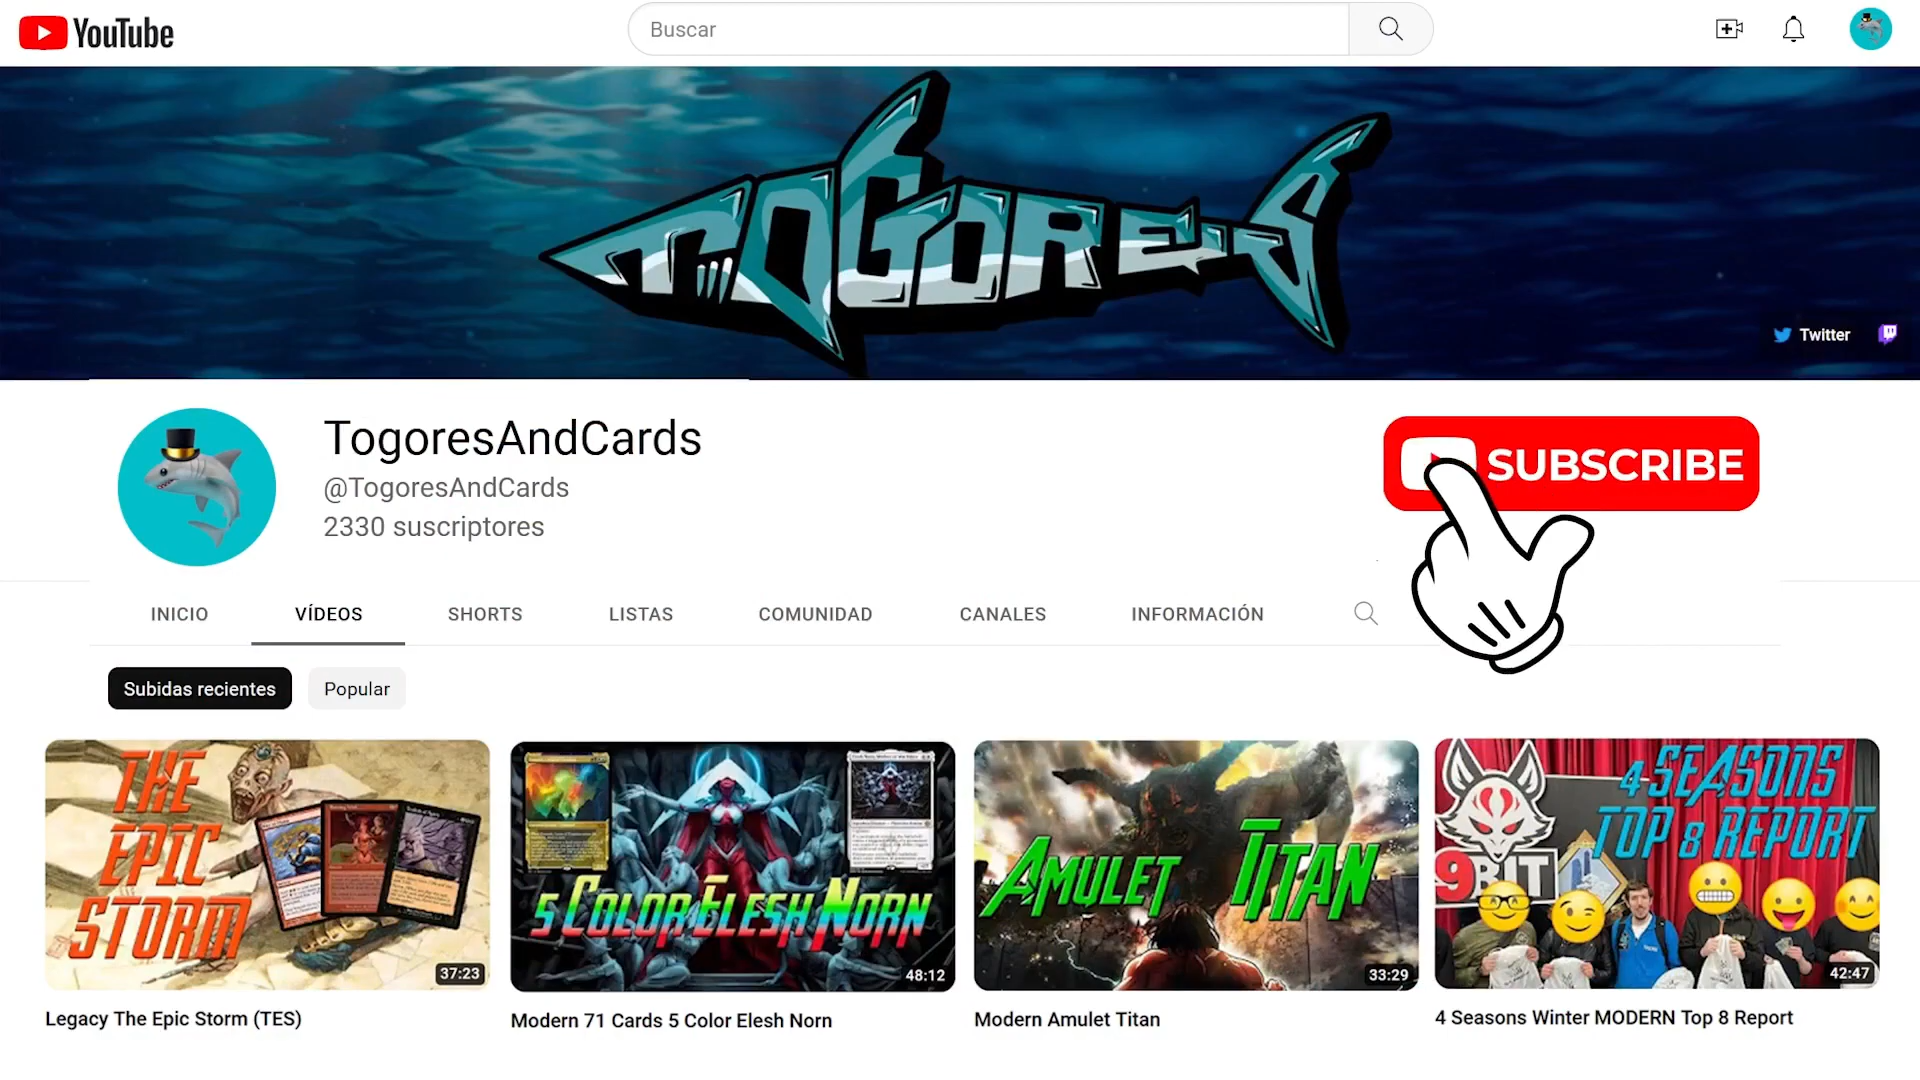 YouTube
Buscar
TOGORES
Twitter
TogoresAndCards
@TogoresAndCards
2330 suscriptores
SUBSCRIBE
INICIO VÍDEOS SHORTS LISTAS COMUNIDAD CANALES INFORMACIÓN
Subidas recientes Popular
THE
EPIC
STORM
37:23
5 COLOR ELESH NORN
48:12
AMULET TITAN
33:29
4 SEASONS
TOP 8 REPORT
9BIT
42:47
Legacy The Epic Storm (TES)
Modern 71 Cards 5 Color Elesh Norn
Modern Amulet Titan
4 Seasons Winter MODERN Top 8 Report